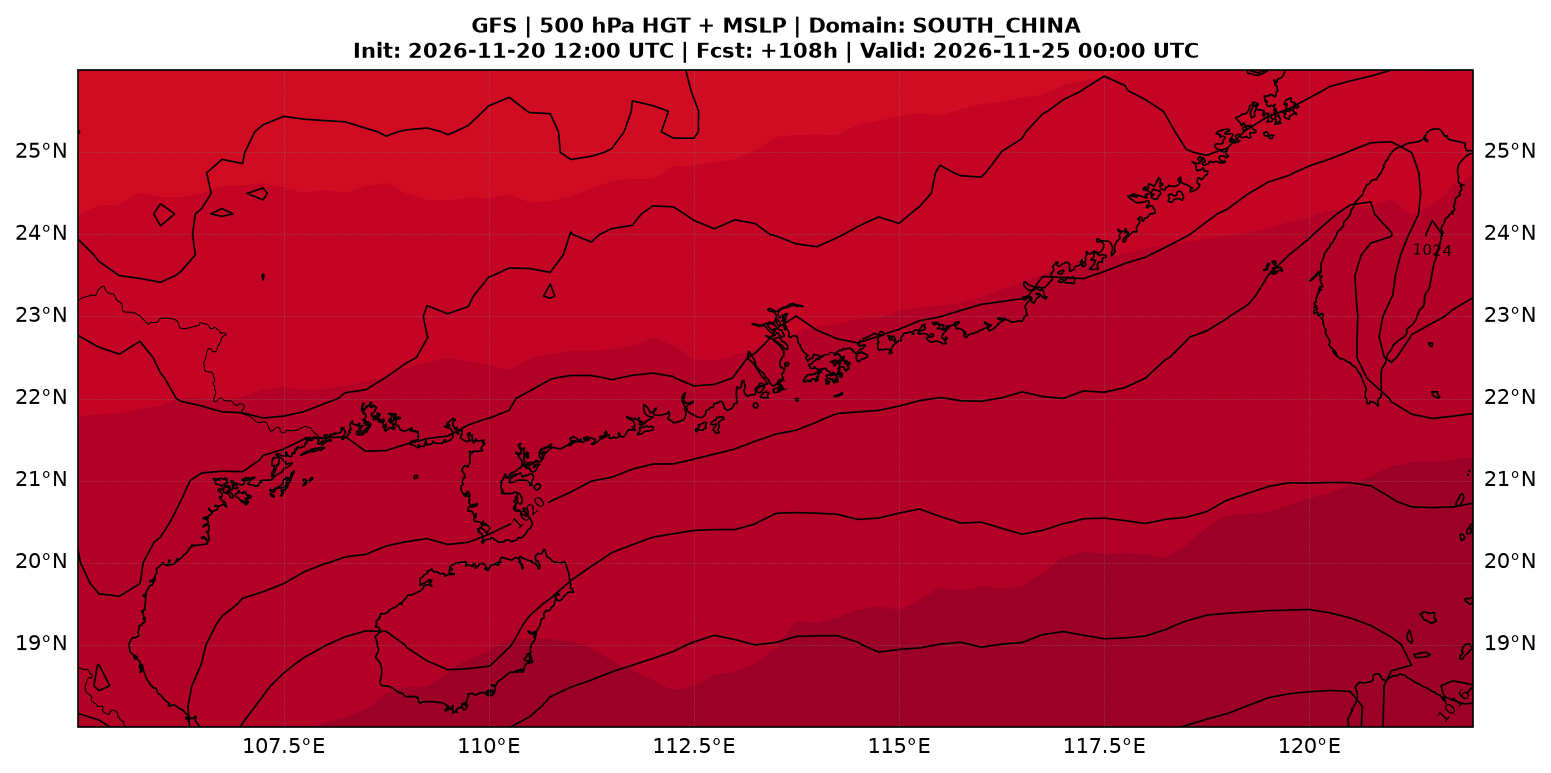 GFS | 500 hPa HGT + MSLP | Domain: SOUTH_CHINA
Init: 2026-11-20 12:00 UTC | Fcst: +108h | Valid: 2026-11-25 00:00 UTC
25°N 25°N
24°N 24°N
1024
23°N 23°N
22°N 22°N
21°N 21°N
1020
20°N 20°N
19°N 19°N
1016
107.5°E 110°E 112.5°E 115°E 117.5°E 120°E